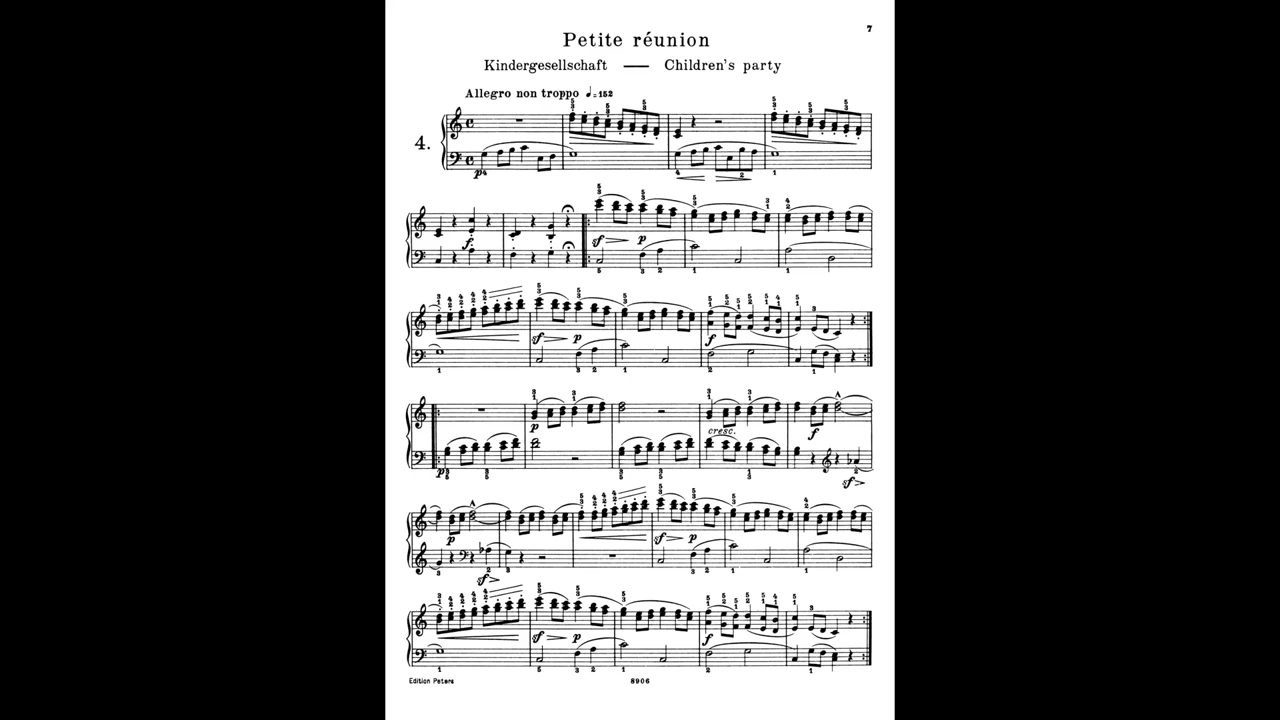 7
Petite réunion
Kindergesellschaft — Children's party
Allegro non troppo ♩=152
4.
p
f
sf p
sf p
f
p
cresc.
f
p
sf
p
sf p
sf
sf p
f
Edition Peters 8906